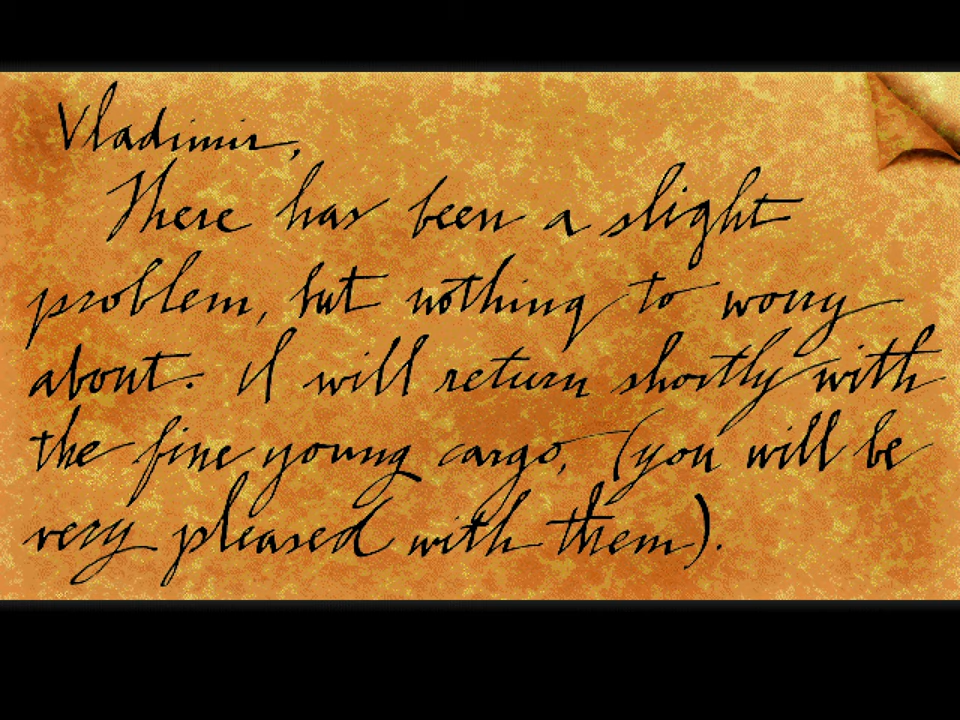 Vladimir,
There has been a slight
problem, but nothing to worry
about. I will return shortly with
the fine young cargo, (you will be
very pleased with them).